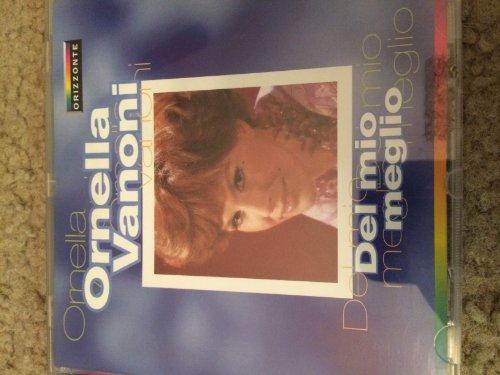 ORIZZONTE
Ornella
Ornella
Vanoni
vanoni
Del mio
Del mio
meglio
meglio